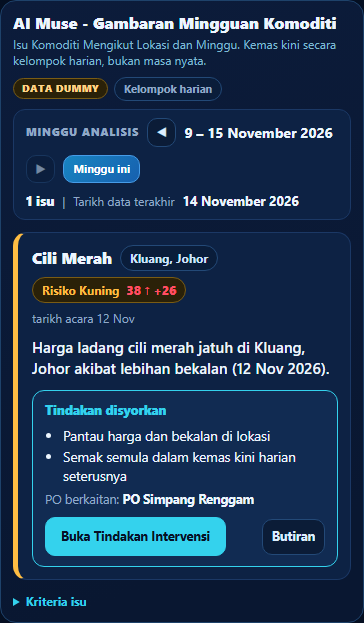 AI Muse - Gambaran Mingguan Komoditi
Isu Komoditi Mengikut Lokasi dan Minggu. Kemas kini secara
kelompok harian, bukan masa nyata.
DATA DUMMY Kelompok harian
MINGGU ANALISIS ◀ 9 – 15 November 2026
▶ Minggu ini
1 isu | Tarikh data terakhir 14 November 2026
Cili Merah Kluang, Johor
Risiko Kuning 38 ↑ +26
tarikh acara 12 Nov
Harga ladang cili merah jatuh di Kluang,
Johor akibat lebihan bekalan (12 Nov 2026).
Tindakan disyorkan
• Pantau harga dan bekalan di lokasi
• Semak semula dalam kemas kini harian
seterusnya
PO berkaitan: PO Simpang Renggam
Buka Tindakan Intervensi Butiran
▶ Kriteria isu